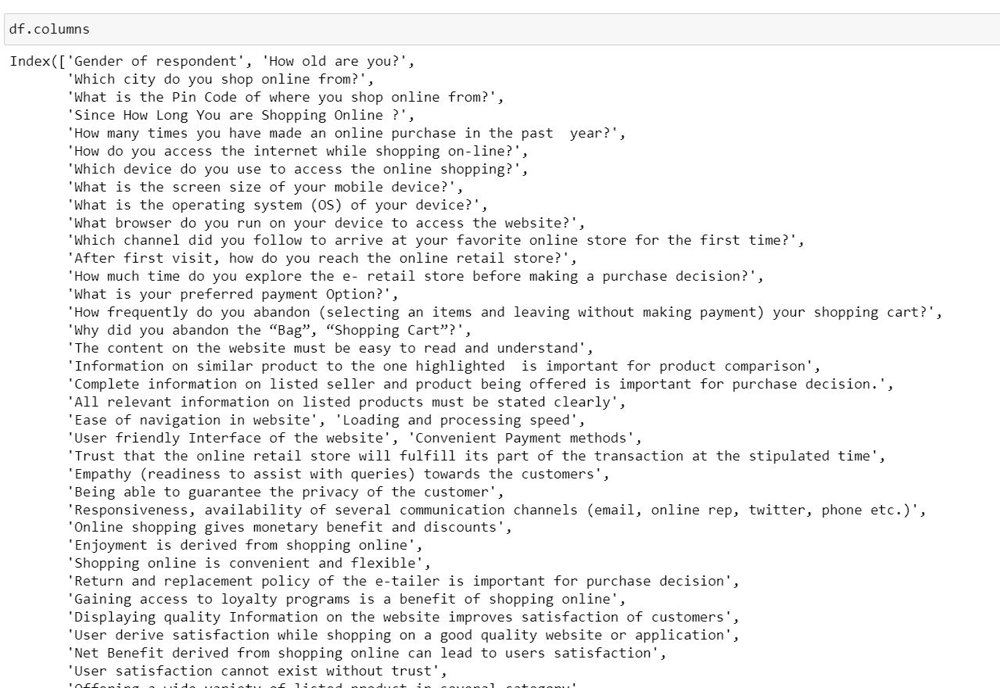 df.columns
Index(['Gender of respondent', 'How old are you?',
'Which city do you shop online from?',
'What is the Pin Code of where you shop online from?',
'Since How Long You are Shopping Online ?',
'How many times you have made an online purchase in the past  year?',
'How do you access the internet while shopping on-line?',
'Which device do you use to access the online shopping?',
'What is the screen size of your mobile device?',
'What is the operating system (OS) of your device?',
'What browser do you run on your device to access the website?',
'Which channel did you follow to arrive at your favorite online store for the first time?',
'After first visit, how do you reach the online retail store?',
'How much time do you explore the e- retail store before making a purchase decision?',
'What is your preferred payment Option?',
'How frequently do you abandon (selecting an items and leaving without making payment) your shopping cart?',
'Why did you abandon the “Bag”, “Shopping Cart”?',
'The content on the website must be easy to read and understand',
'Information on similar product to the one highlighted  is important for product comparison',
'Complete information on listed seller and product being offered is important for purchase decision.',
'All relevant information on listed products must be stated clearly',
'Ease of navigation in website', 'Loading and processing speed',
'User friendly Interface of the website', 'Convenient Payment methods',
'Trust that the online retail store will fulfill its part of the transaction at the stipulated time',
'Empathy (readiness to assist with queries) towards the customers',
'Being able to guarantee the privacy of the customer',
'Responsiveness, availability of several communication channels (email, online rep, twitter, phone etc.)',
'Online shopping gives monetary benefit and discounts',
'Enjoyment is derived from shopping online',
'Shopping online is convenient and flexible',
'Return and replacement policy of the e-tailer is important for purchase decision',
'Gaining access to loyalty programs is a benefit of shopping online',
'Displaying quality Information on the website improves satisfaction of customers',
'User derive satisfaction while shopping on a good quality website or application',
'Net Benefit derived from shopping online can lead to users satisfaction',
'User satisfaction cannot exist without trust',
'Offering a wide variety of listed product in several category',